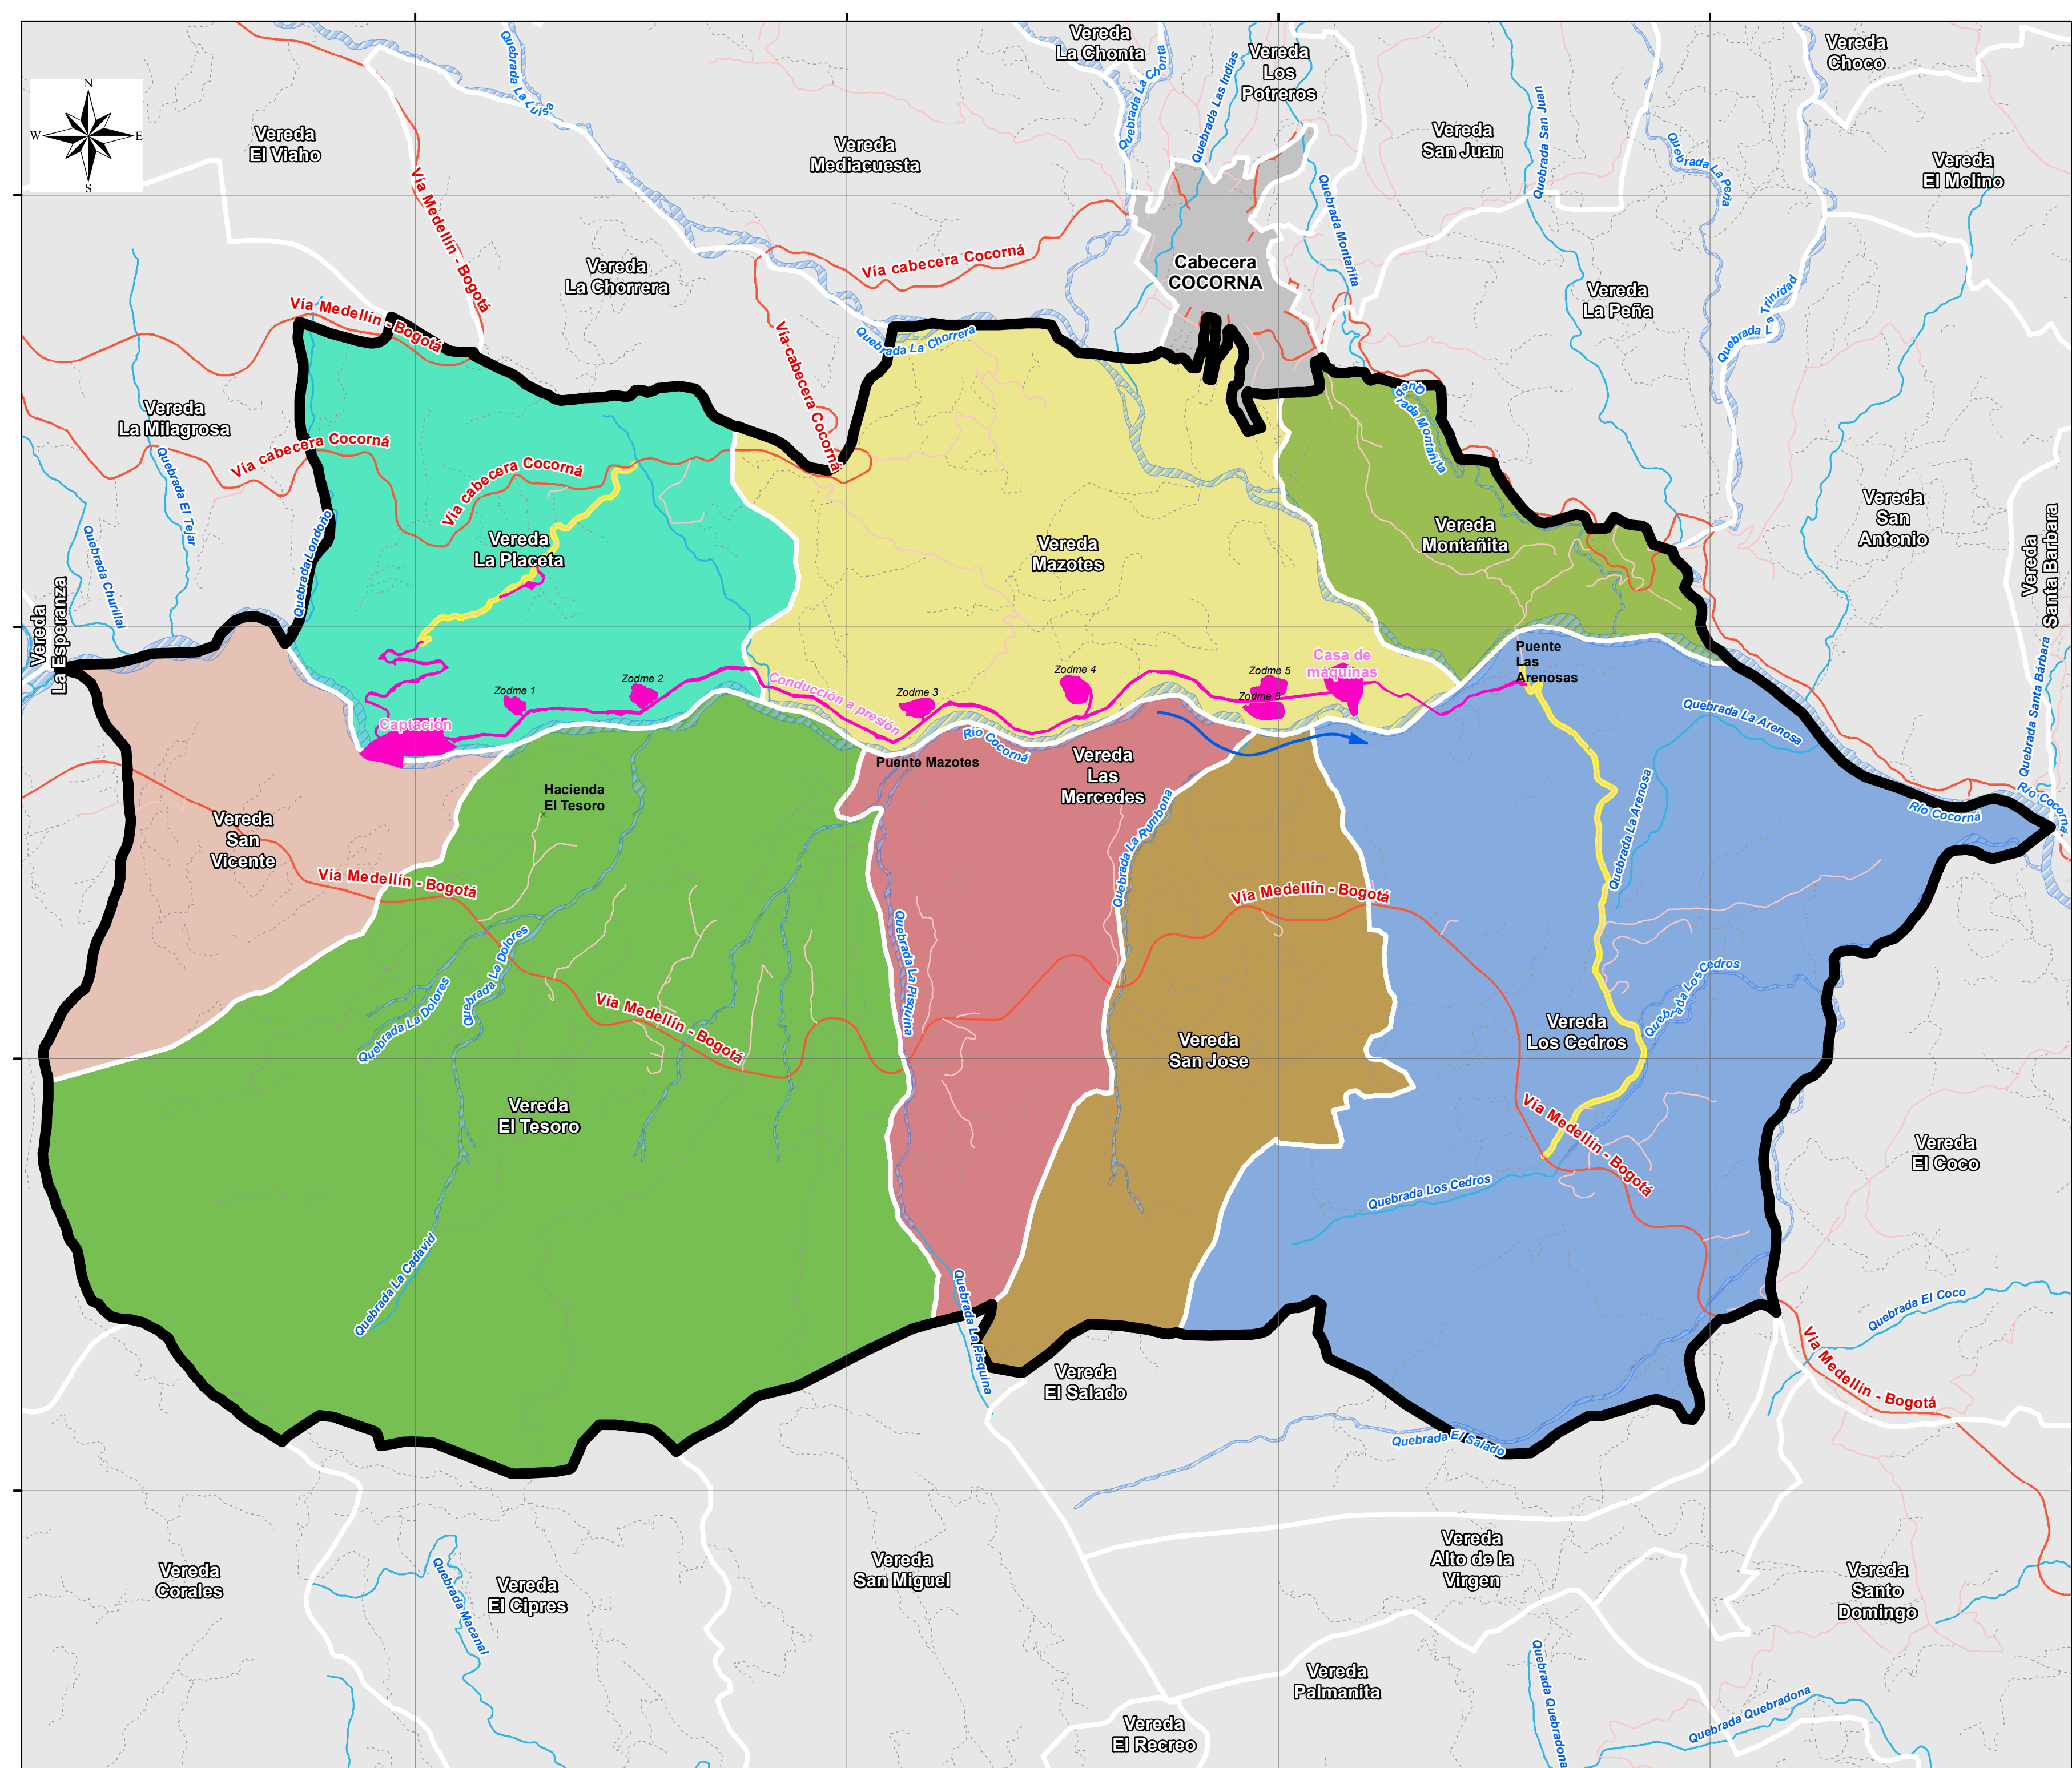 N
W
E
S
Vereda
El Viaho
Quebrada La Luisa
Vereda
La Chonta
Quebrada La Chonta
Quebrada Las Indias
Vereda
Los
Potreros
Vereda
Mediacuesta
Vereda
San Juan
Quebrada San Juan
Quebrada La Peña
Vereda
Choco
Vereda
El Molino
Vía Medellín - Bogotá
Vereda
La Chorrera
Vía cabecera Cocorná
Cabecera
COCORNA
Quebrada Montañita
Vereda
La Peña
Quebrada La Trinidad
Vía Medellín - Bogotá
Quebrada La Chorrera
Vía cabecera Cocorná
Quebrada Montañita
Vereda
La Milagrosa
Vía cabecera Cocorná
Vía cabecera Cocorná
Quebrada El Tejar
Quebrada Churillal
Quebrada Londoño
Vereda
La Esperanza
Vereda
La Placeta
Vereda
Mazotes
Vereda
Montañita
Vereda
San
Antonio
Vereda
Santa Barbara
Quebrada Santa Bárbara
Puente
Las
Arenosas
Casa de
máquinas
Zodme 1
Zodme 2
Zodme 3
Zodme 4
Zodme 5
Zodme 6
Captación
Conducción a presión
Río Cocorná
Puente Mazotes
Vereda
Las
Mercedes
Quebrada La Arenosa
Quebrada La Arenosa
Río Cocorná
Río Cocorná
Hacienda
El Tesoro
Vereda
San
Vicente
Vía Medellín - Bogotá
Quebrada La Rumbona
Vía Medellín - Bogotá
Quebrada La Pisquina
Quebrada La Dolores
Quebrada La Dolores
Vía Medellín - Bogotá
Quebrada Los Cedros
Vereda
Los Cedros
Vereda
San Jose
Vereda
El Tesoro
Vía Medellín - Bogotá
Vereda
El Coco
Quebrada Los Cedros
Quebrada La Cadavid
Quebrada La Pisquina
Quebrada El Coco
Vía Medellín - Bogotá
Vereda
El Salado
Quebrada El Salado
Vereda
Corales
Quebrada Macanal
Vereda
El Cipres
Vereda
San Miguel
Vereda
Alto de la
Virgen
Vereda
Santo
Domingo
Vereda
Palmanita
Quebrada Quebradona
Quebrada Quebradona
Vereda
El Recreo